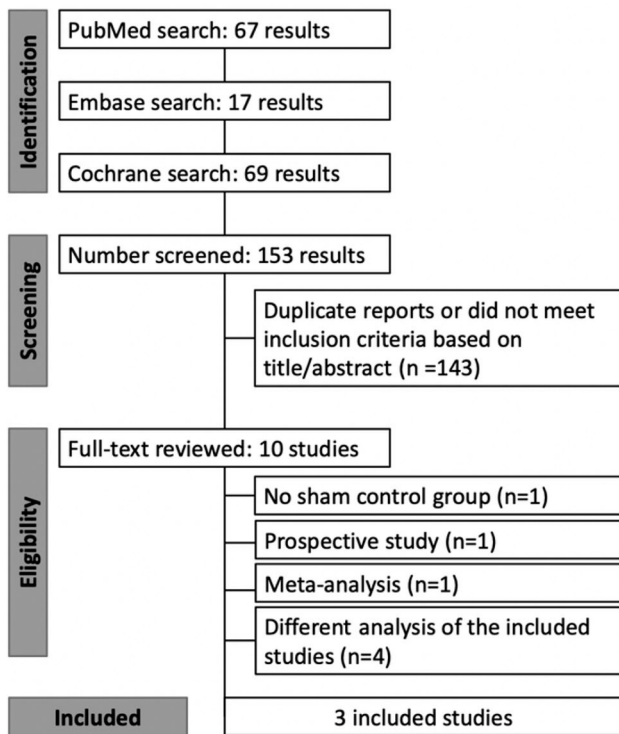 Identification
PubMed search: 67 results
Embase search: 17 results
Cochrane search: 69 results
Screening
Number screened: 153 results
Duplicate reports or did not meet
inclusion criteria based on
title/abstract (n =143)
Eligibility
Full-text reviewed: 10 studies
No sham control group (n=1)
Prospective study (n=1)
Meta-analysis (n=1)
Different analysis of the included
studies (n=4)
Included
3 included studies